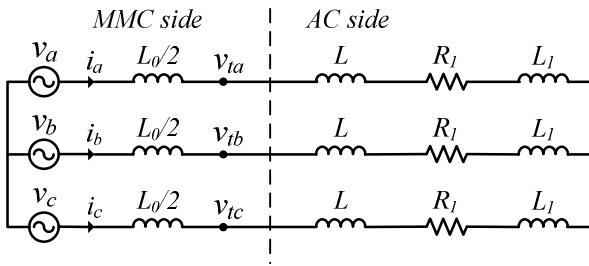 MMC side AC side
v_a i_a L_0/2 v_ta L R_1 L_1
v_b i_b L_0/2 v_tb L R_1 L_1
v_c i_c L_0/2 v_tc L R_1 L_1